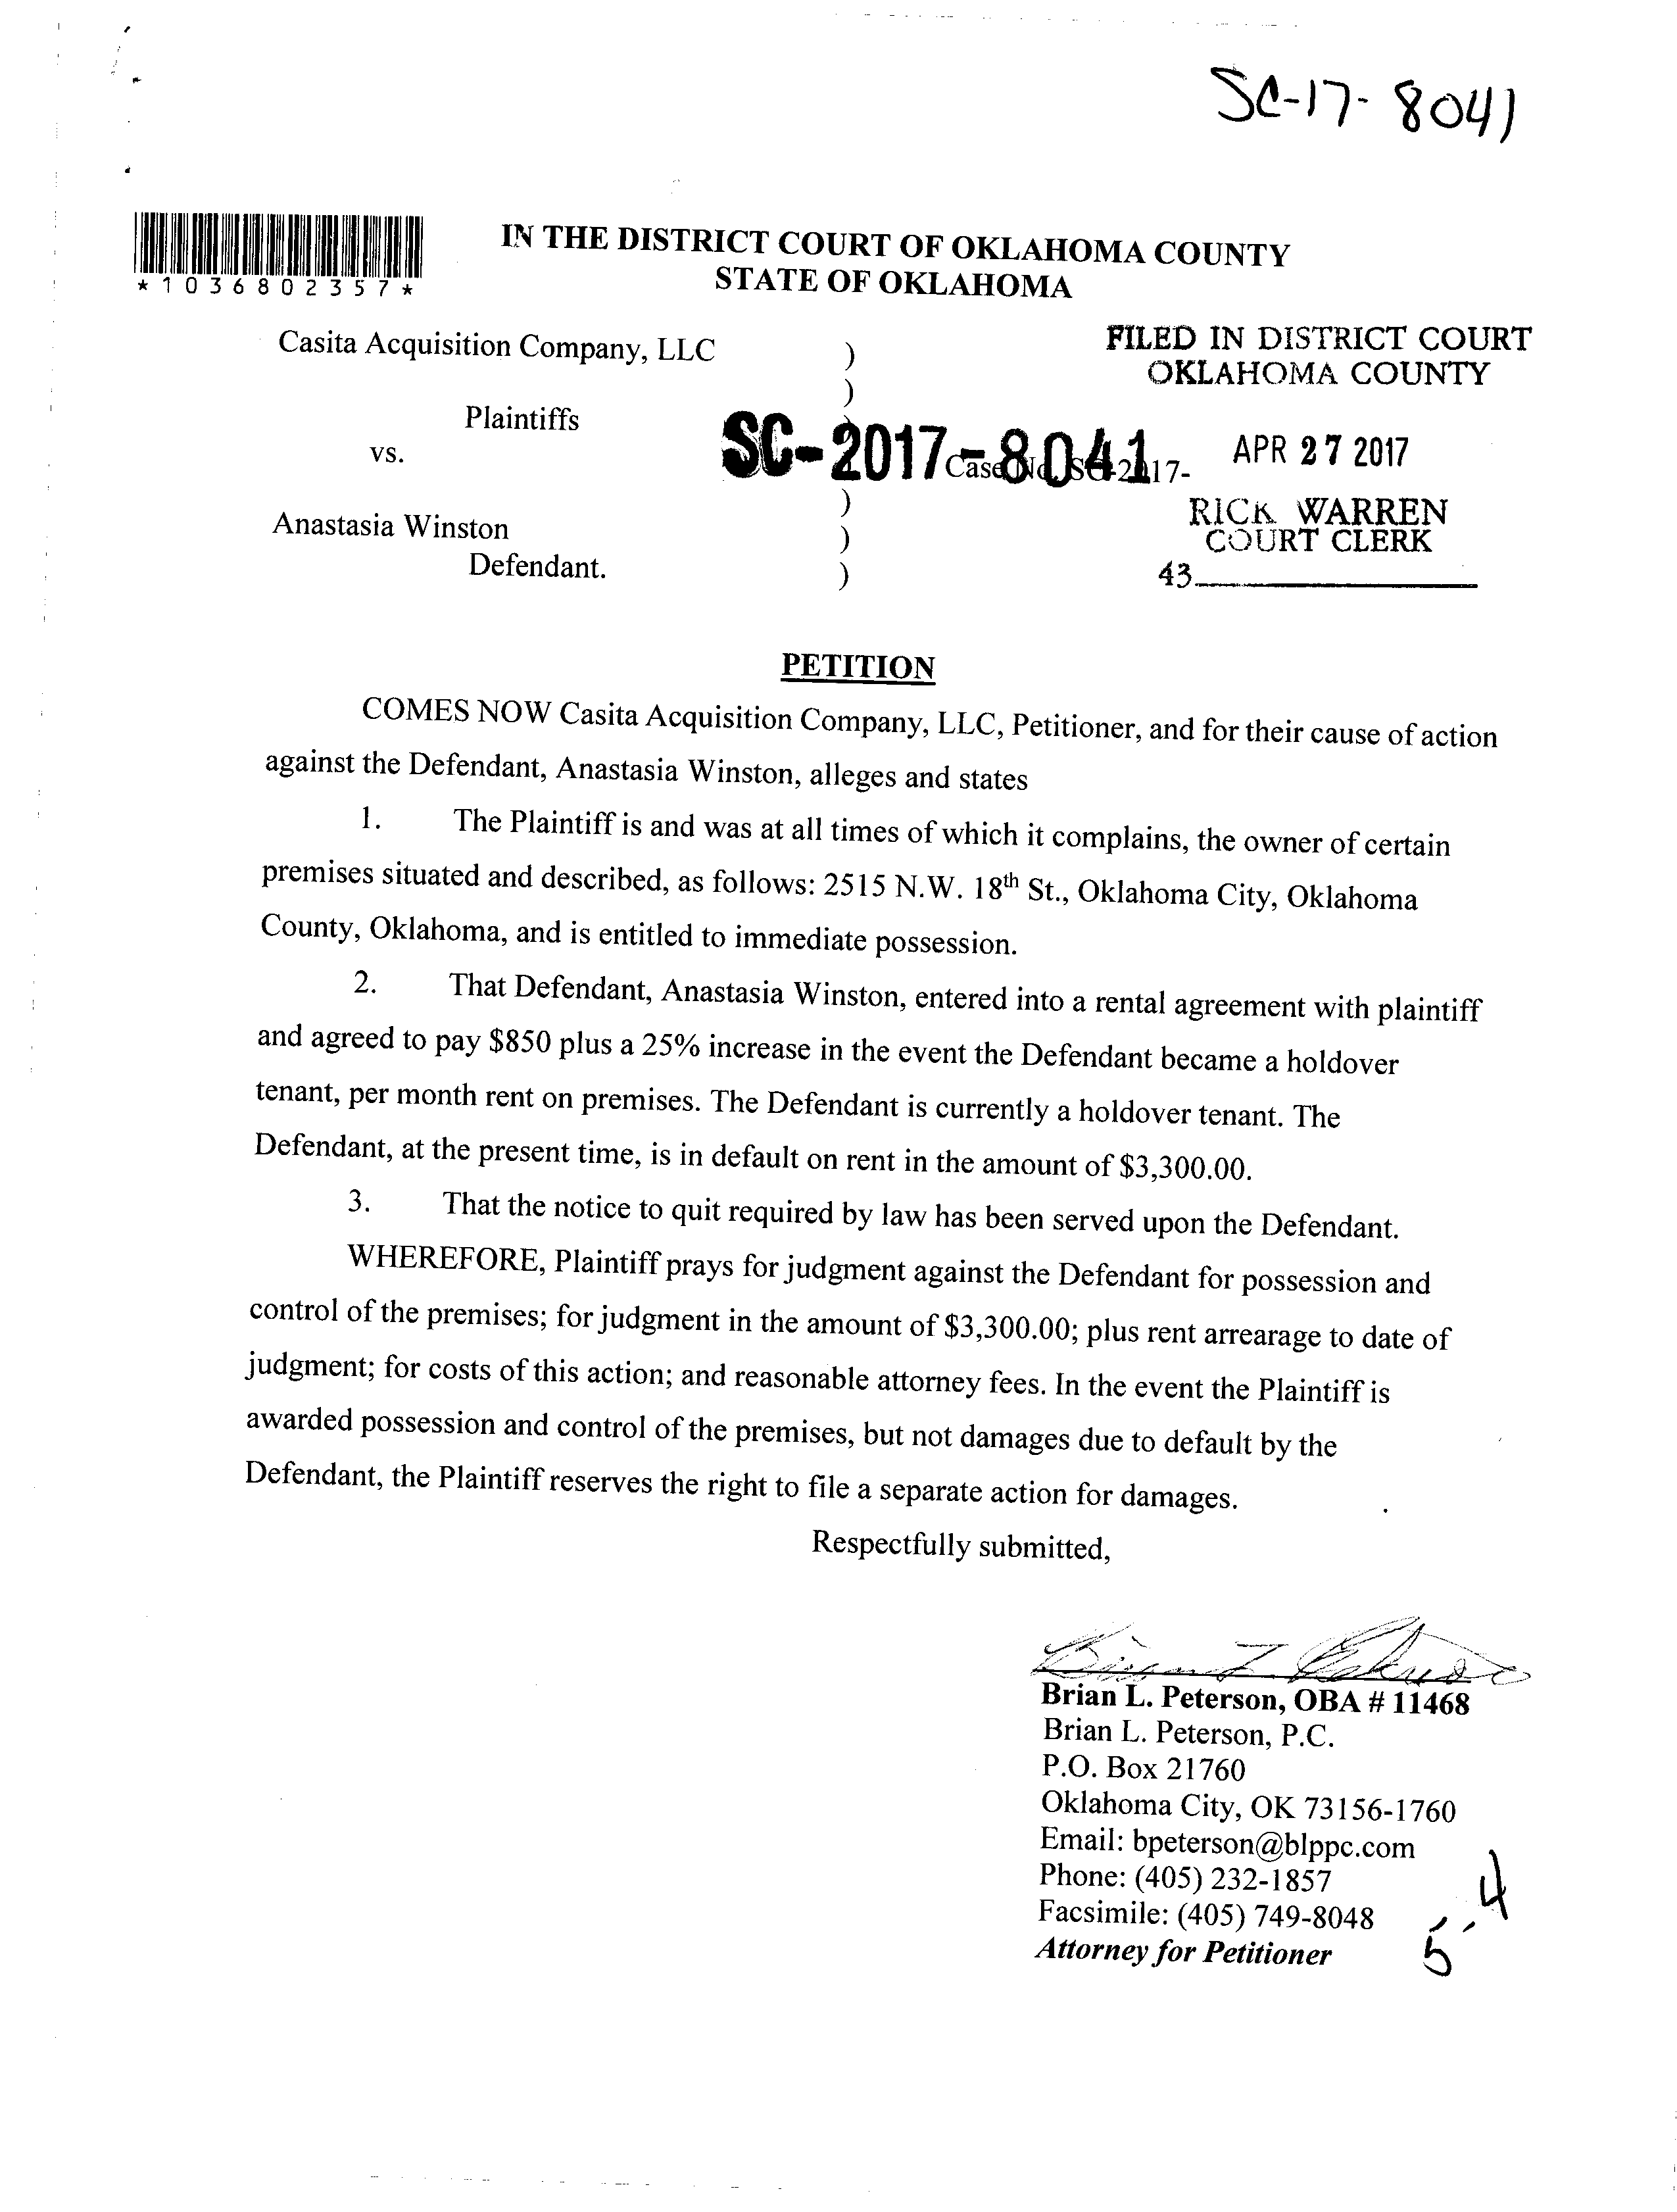 SC-17-8041
*1036802357*
IN THE DISTRICT COURT OF OKLAHOMA COUNTY
STATE OF OKLAHOMA
Casita Acquisition Company, LLC )
)
FILED IN DISTRICT COURT
OKLAHOMA COUNTY
Plaintiffs
vs.
SC-2017-8041
Case No. SC-2017-
APR 27 2017
)
Anastasia Winston )
Defendant. )
RICK WARREN
COURT CLERK
43
PETITION
COMES NOW Casita Acquisition Company, LLC, Petitioner, and for their cause of action
against the Defendant, Anastasia Winston, alleges and states
1. The Plaintiff is and was at all times of which it complains, the owner of certain
premises situated and described, as follows: 2515 N.W. 18th St., Oklahoma City, Oklahoma
County, Oklahoma, and is entitled to immediate possession.
2. That Defendant, Anastasia Winston, entered into a rental agreement with plaintiff
and agreed to pay $850 plus a 25% increase in the event the Defendant became a holdover
tenant, per month rent on premises. The Defendant is currently a holdover tenant. The
Defendant, at the present time, is in default on rent in the amount of $3,300.00.
3. That the notice to quit required by law has been served upon the Defendant.
WHEREFORE, Plaintiff prays for judgment against the Defendant for possession and
control of the premises; for judgment in the amount of $3,300.00; plus rent arrearage to date of
judgment; for costs of this action; and reasonable attorney fees. In the event the Plaintiff is
awarded possession and control of the premises, but not damages due to default by the
Defendant, the Plaintiff reserves the right to file a separate action for damages.
Respectfully submitted,
Brian L. Peterson, OBA # 11468
Brian L. Peterson, P.C.
P.O. Box 21760
Oklahoma City, OK 73156-1760
Email: bpeterson@blppc.com
Phone: (405) 232-1857
Facsimile: (405) 749-8048
Attorney for Petitioner
5-4